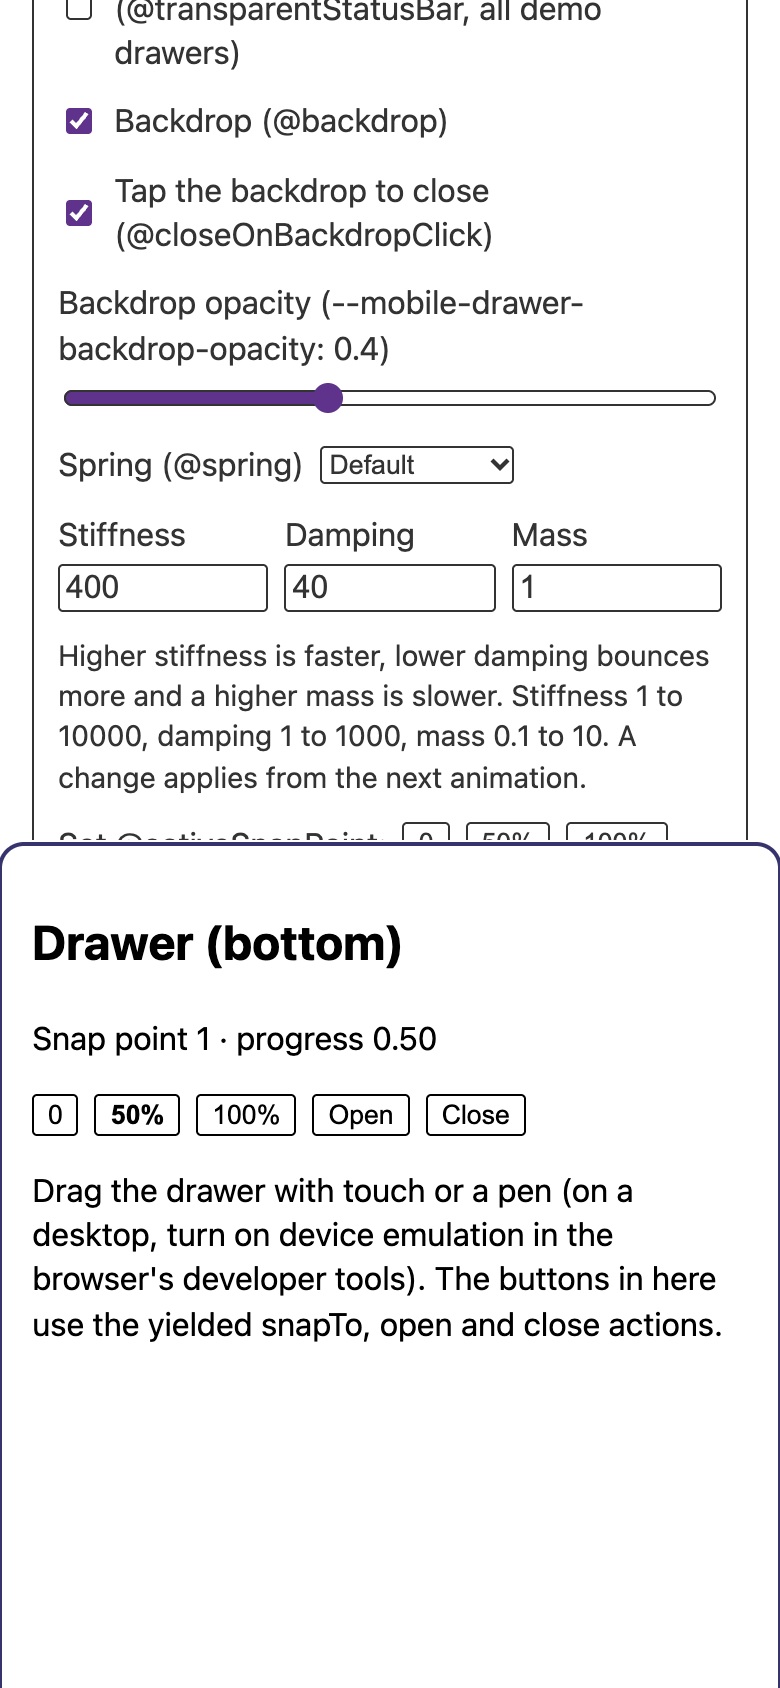 (@transparentStatusBar, all demo
drawers)
Backdrop (@backdrop)
Tap the backdrop to close
(@closeOnBackdropClick)
Backdrop opacity (--mobile-drawer-
backdrop-opacity: 0.4)
Spring (@spring) Default
Stiffness Damping Mass
400 40 1
Higher stiffness is faster, lower damping bounces
more and a higher mass is slower. Stiffness 1 to
10000, damping 1 to 1000, mass 0.1 to 10. A
change applies from the next animation.
Set @activeSnapPoint: 0 50% 100%
Drawer (bottom)
Snap point 1 · progress 0.50
0 50% 100% Open Close
Drag the drawer with touch or a pen (on a
desktop, turn on device emulation in the
browser's developer tools). The buttons in here
use the yielded snapTo, open and close actions.